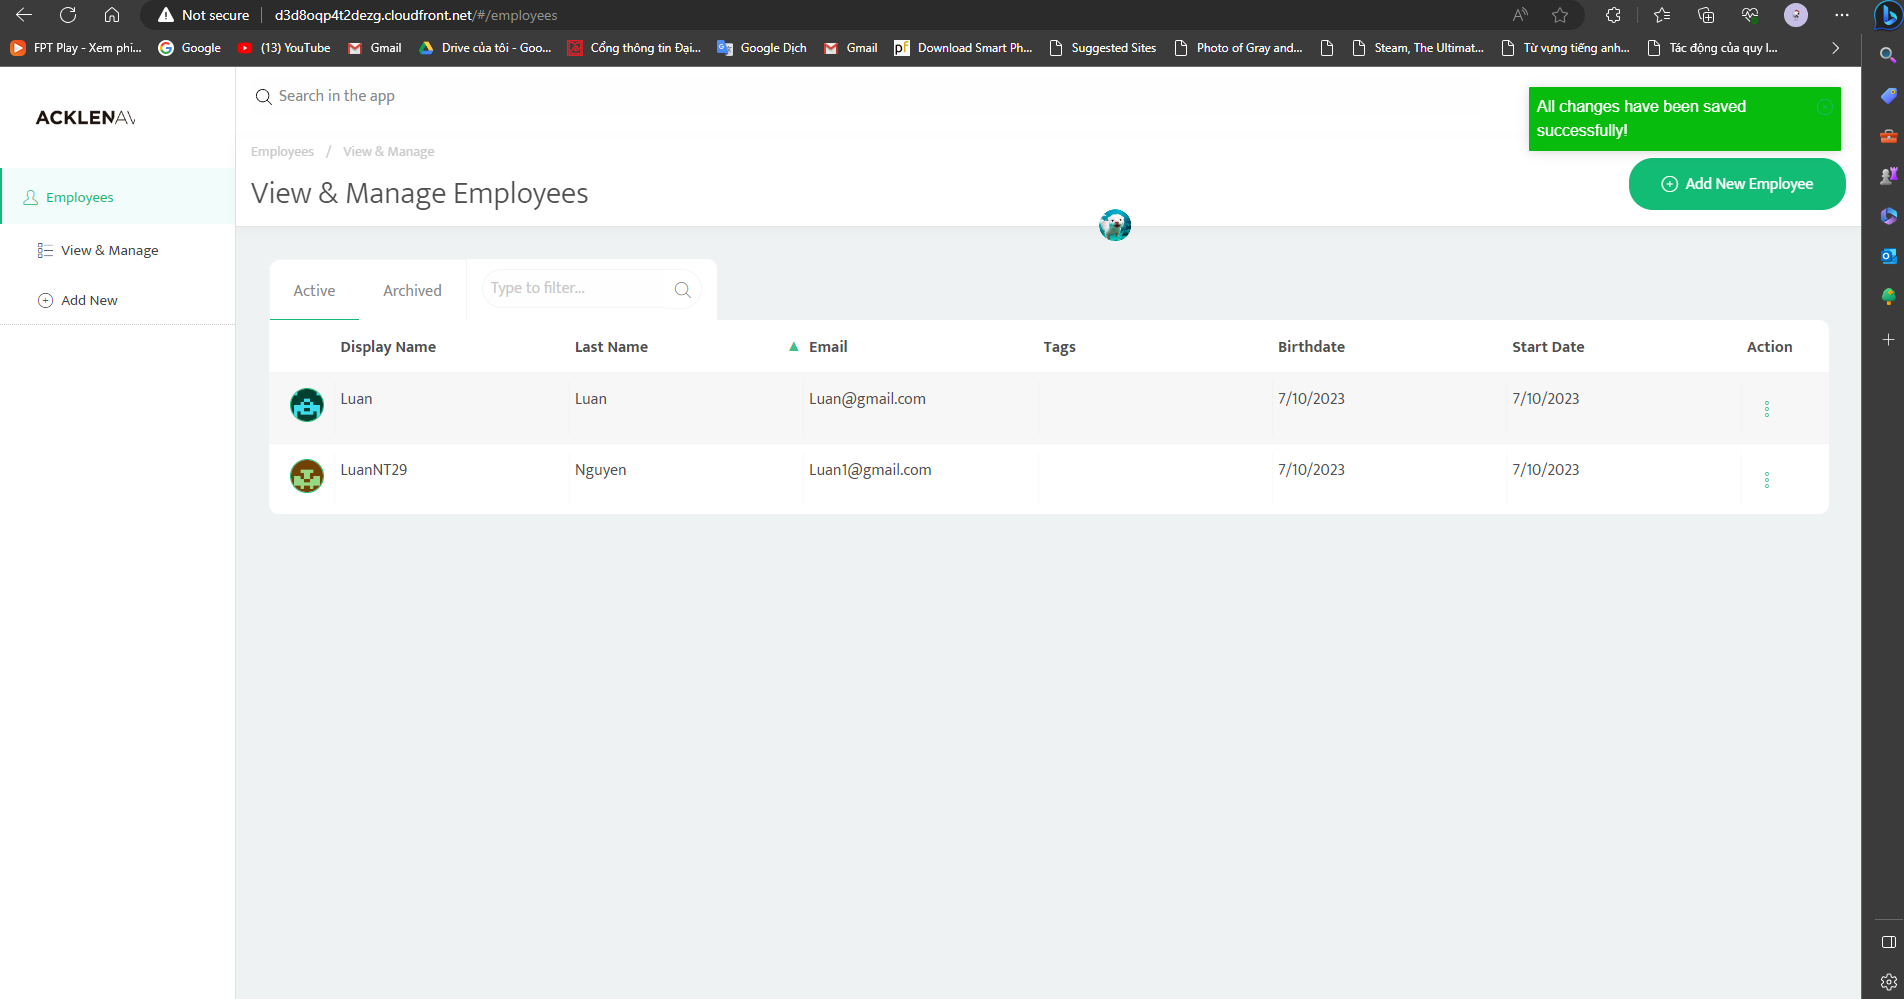 Not secure
d3d8oqp4t2dezg.cloudfront.net/#/employees
FPT Play - Xem phi...
Google
(13) YouTube
Gmail
Drive của tôi - Goo...
Cổng thông tin Đại...
Google Dịch
Gmail
Download Smart Ph...
Suggested Sites
Photo of Gray and...
Steam, The Ultimat...
Từ vựng tiếng anh...
Tác động của quy l...
ACKLENAV
Search in the app
All changes have been saved
successfully!
Employees / View & Manage
View & Manage Employees
Add New Employee
Employees
View & Manage
Add New
Active
Archived
Type to filter...
Display Name
Last Name
Email
Tags
Birthdate
Start Date
Action
Luan
Luan
Luan@gmail.com
7/10/2023
7/10/2023
LuanNT29
Nguyen
Luan1@gmail.com
7/10/2023
7/10/2023